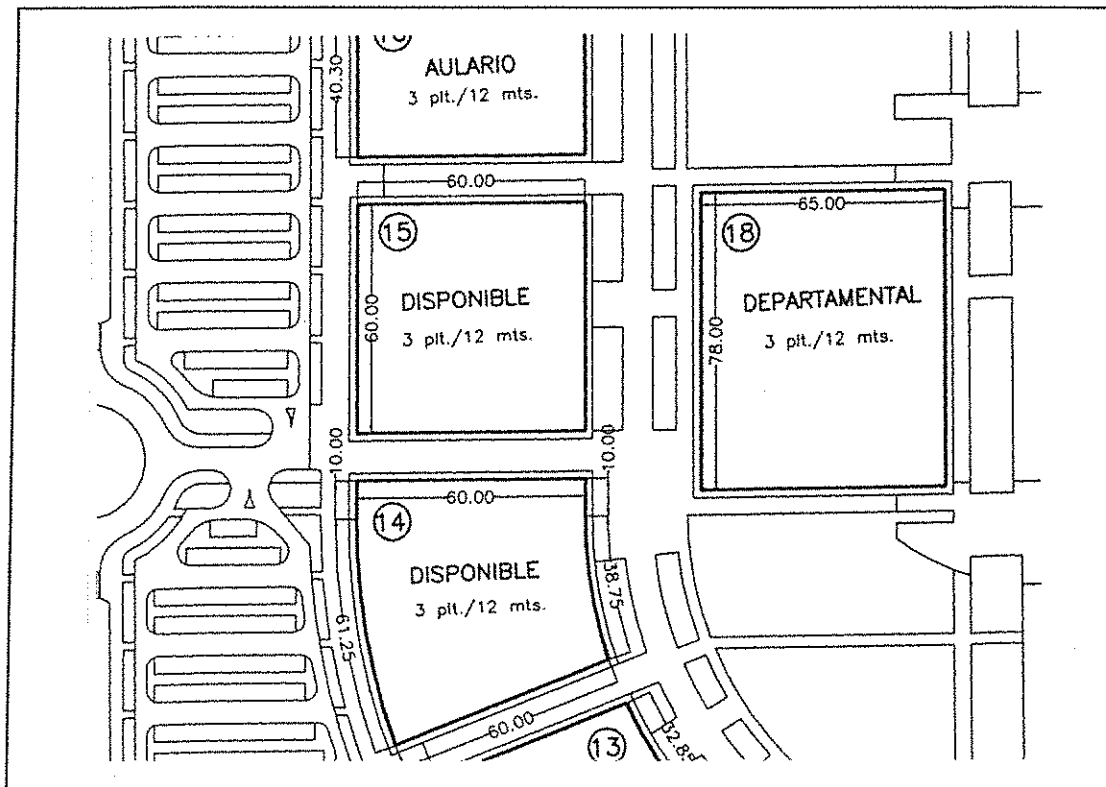 AULARIO
3 plt./12 mts.
40.30
60.00
15
60.00
DISPONIBLE
3 plt./12 mts.
65.00
18
78.00
DEPARTAMENTAL
3 plt./12 mts.
10.00
10.00
60.00
14
DISPONIBLE
3 plt./12 mts.
38.75
61.25
60.00
13
32.85